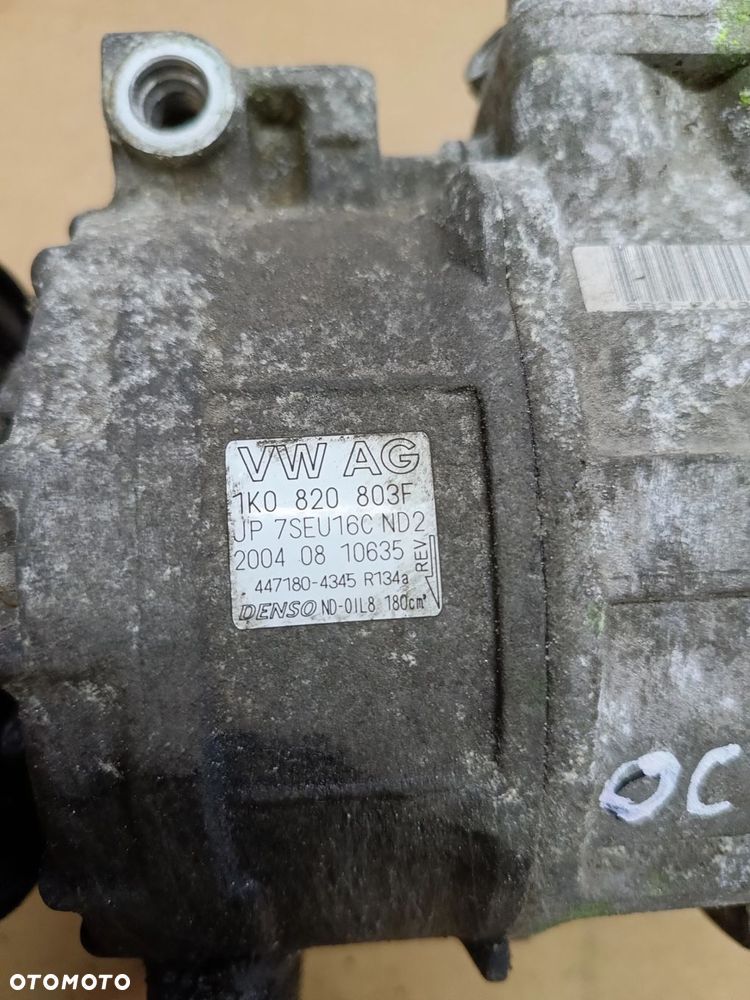 VW AG
1K0 820 803F
JP 7SEU16C ND2
2004 08 10635
REV
447180-4345 R134a
DENSO ND-OIL8 180cm³
OC
OTOMOTO